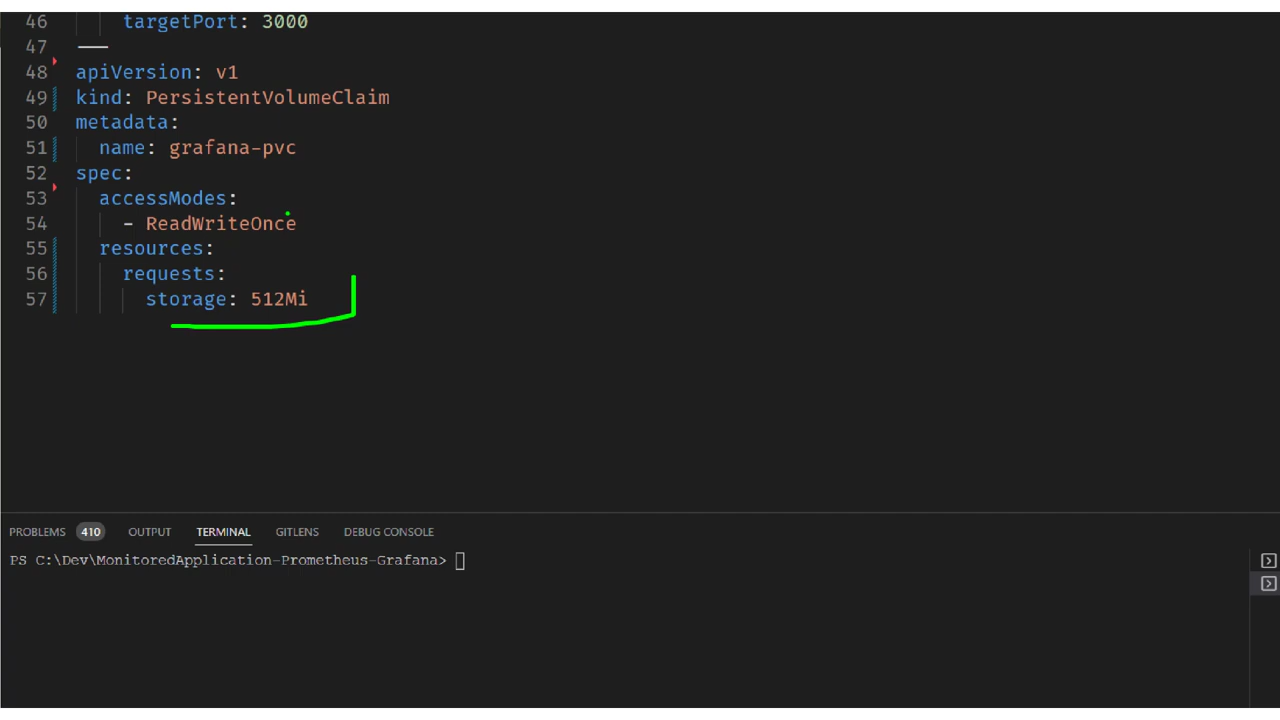 46 targetPort: 3000
47 ---
48 apiVersion: v1
49 kind: PersistentVolumeClaim
50 metadata:
51 name: grafana-pvc
52 spec:
53 accessModes:
54 - ReadWriteOnce
55 resources:
56 requests:
57 storage: 512Mi
PROBLEMS 410 OUTPUT TERMINAL GITLENS DEBUG CONSOLE
PS C:\Dev\MonitoredApplication-Prometheus-Grafana>